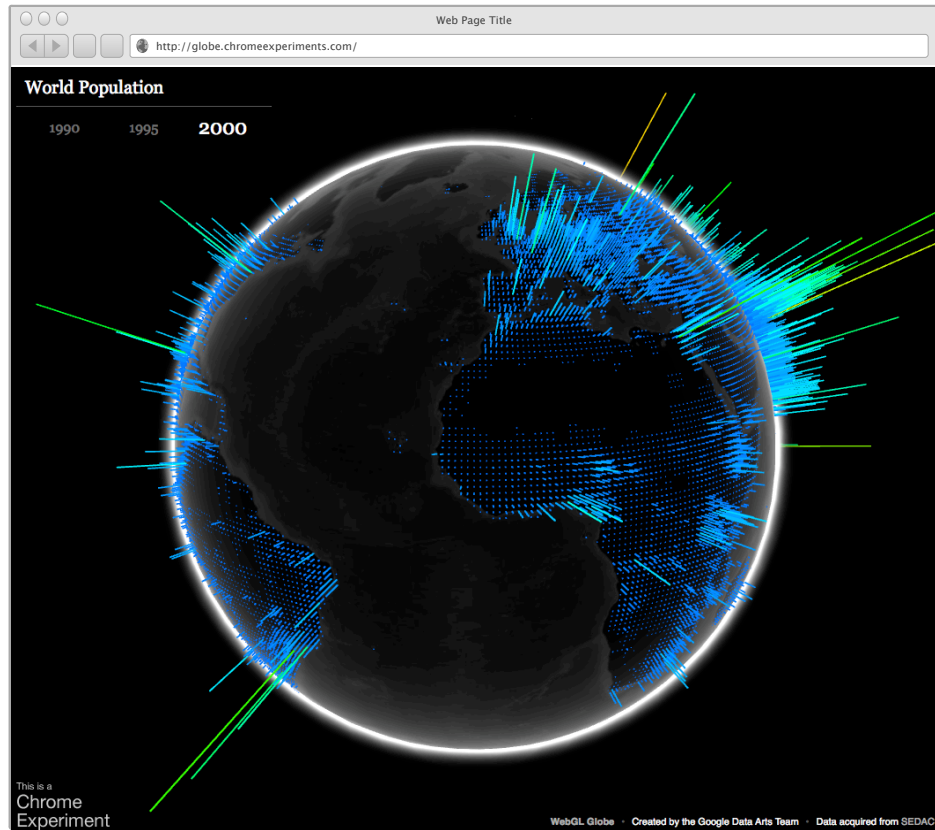 Web Page Title
http://globe.chromeexperiments.com/
World Population
1990 1995 2000
This is a
Chrome
Experiment
WebGL Globe · Created by the Google Data Arts Team · Data acquired from SEDAC